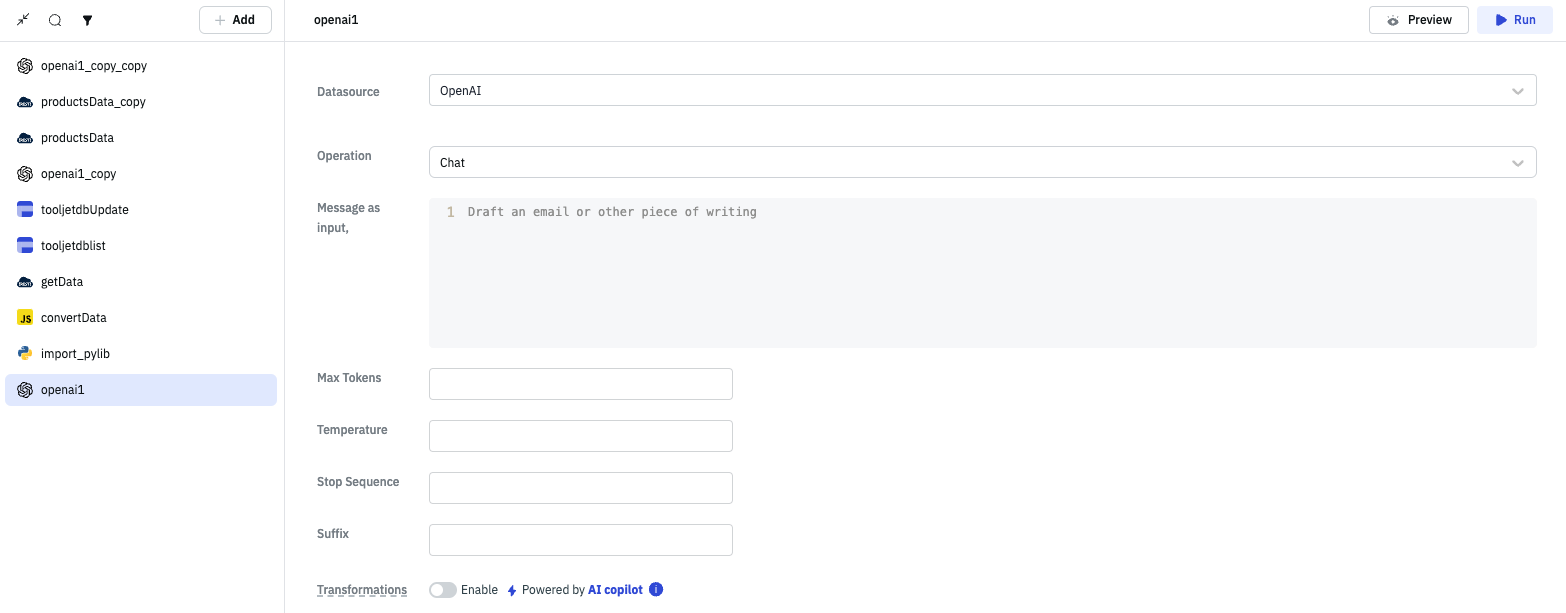 Add
openai1
Preview
Run
openai1_copy_copy
productsData_copy
productsData
openai1_copy
tooljetdbUpdate
tooljetdblist
getData
JS
convertData
import_pylib
openai1
Datasource
OpenAI
Operation
Chat
Message as
input,
1 Draft an email or other piece of writing
Max Tokens
Temperature
Stop Sequence
Suffix
Transformations
Enable
Powered by AI copilot